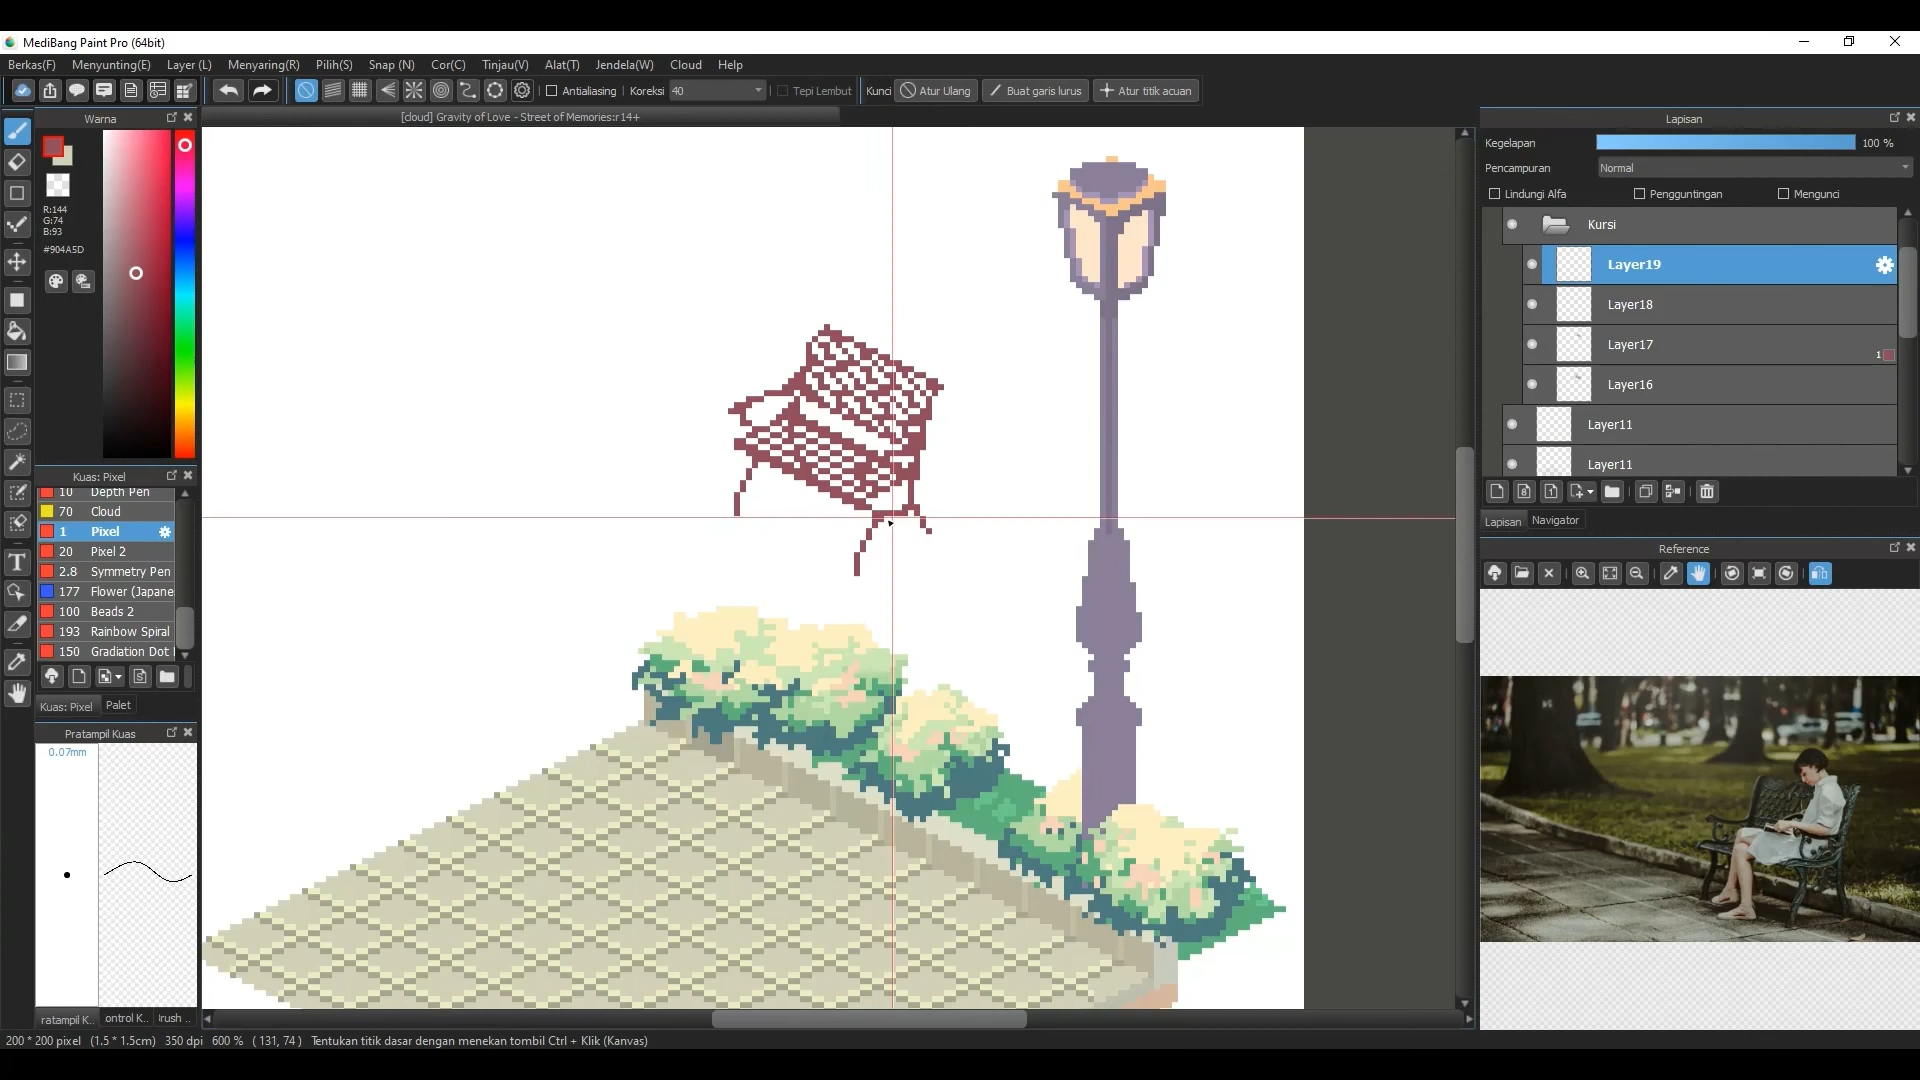 MediBang Paint Pro (64bit)
Berkas(F) Menyunting(E) Layer (L) Menyaring(R) Pilih(S) Snap (N) Cor(C) Tinjau(V) Alat(T) Jendela(W) Cloud Help
Antialiasing Koreksi 40 Tepi Lembut Kunci Atur Ulang Buat garis lurus Atur titik acuan
[cloud] Gravity of Love - Street of Memories:r14+
Warna
R:144
G:74
B:93
#904A5D
Kuas: Pixel
10 Depth Pen
70 Cloud
1 Pixel
20 Pixel 2
2.8 Symmetry Pen
177 Flower (Japane
100 Beads 2
193 Rainbow Spiral
150 Gradiation Dot
Kuas: Pixel Palet
Pratampil Kuas
0.07mm
ratampil K.. ontrol K.. rush ..
Lapisan
Kegelapan 100 %
Pencampuran Normal
Lindungi Alfa Pengguntingan Mengunci
Kursi
Layer19
Layer18
Layer17
1
Layer16
Layer11
Layer11
Lapisan Navigator
Reference
200 * 200 pixel (1.5 * 1.5cm) 350 dpi 600 % ( 131, 74 ) Tentukan titik dasar dengan menekan tombil Ctrl + Klik (Kanvas)